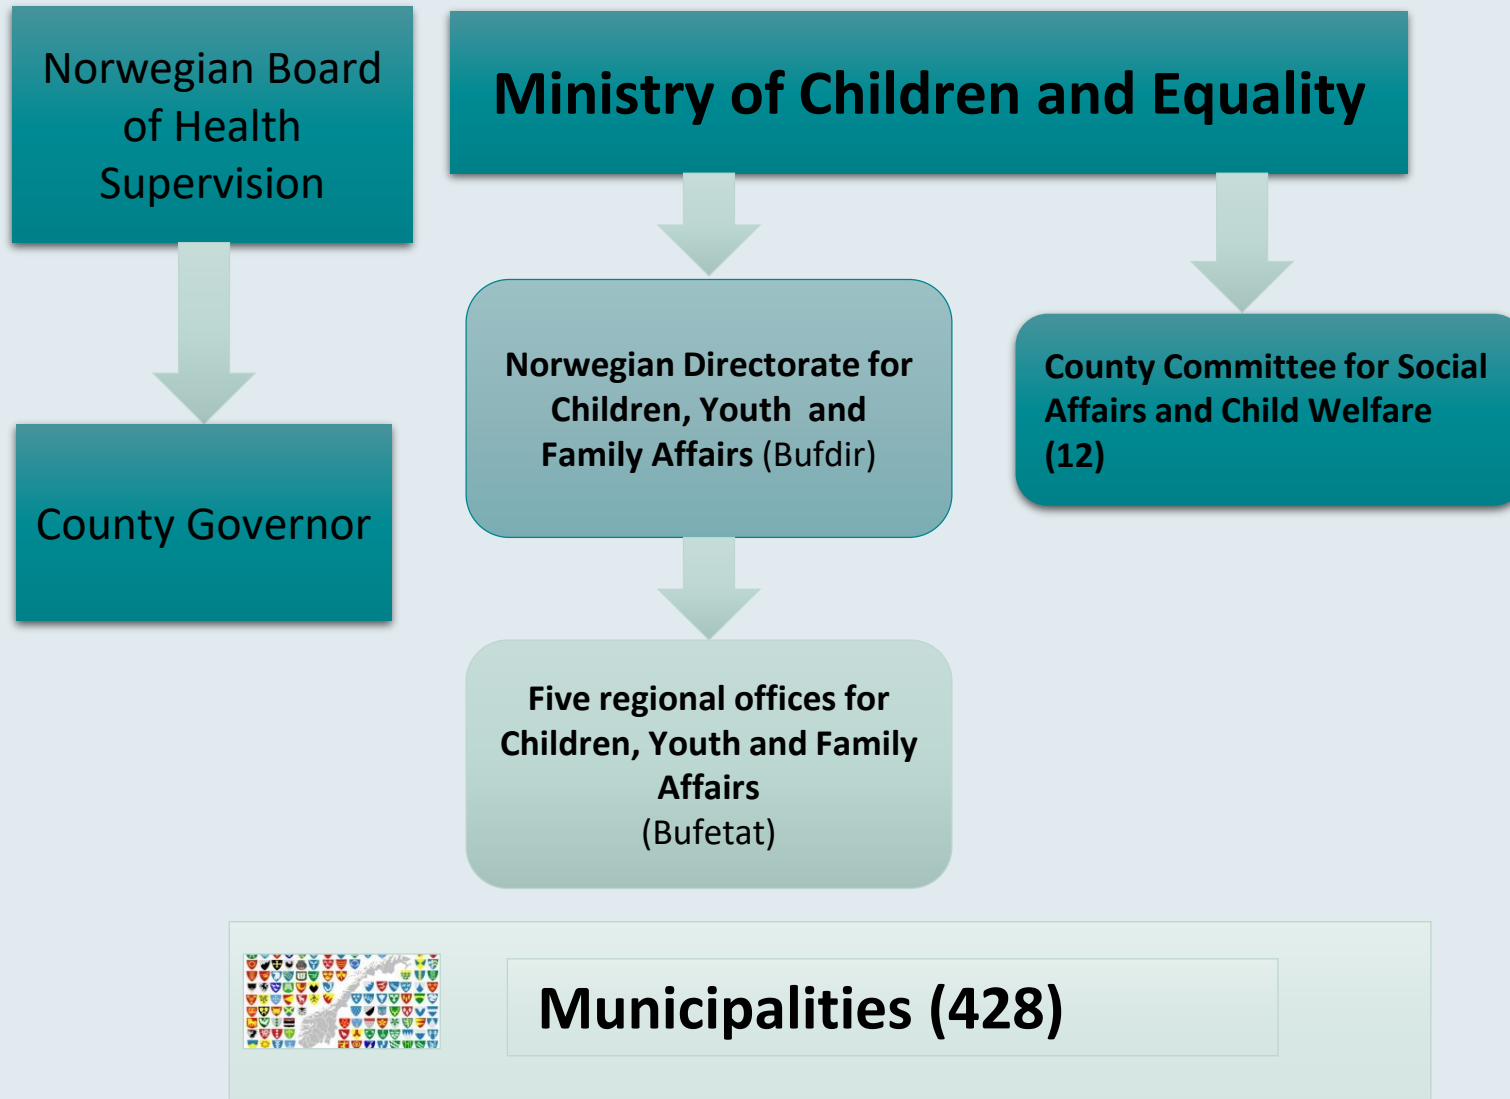 Norwegian Board
of Health
Supervision
Ministry of Children and Equality
Norwegian Directorate for
Children, Youth and
Family Affairs (Bufdir)
County Committee for Social
Affairs and Child Welfare
(12)
County Governor
Five regional offices for
Children, Youth and Family
Affairs
(Bufetat)
Municipalities (428)